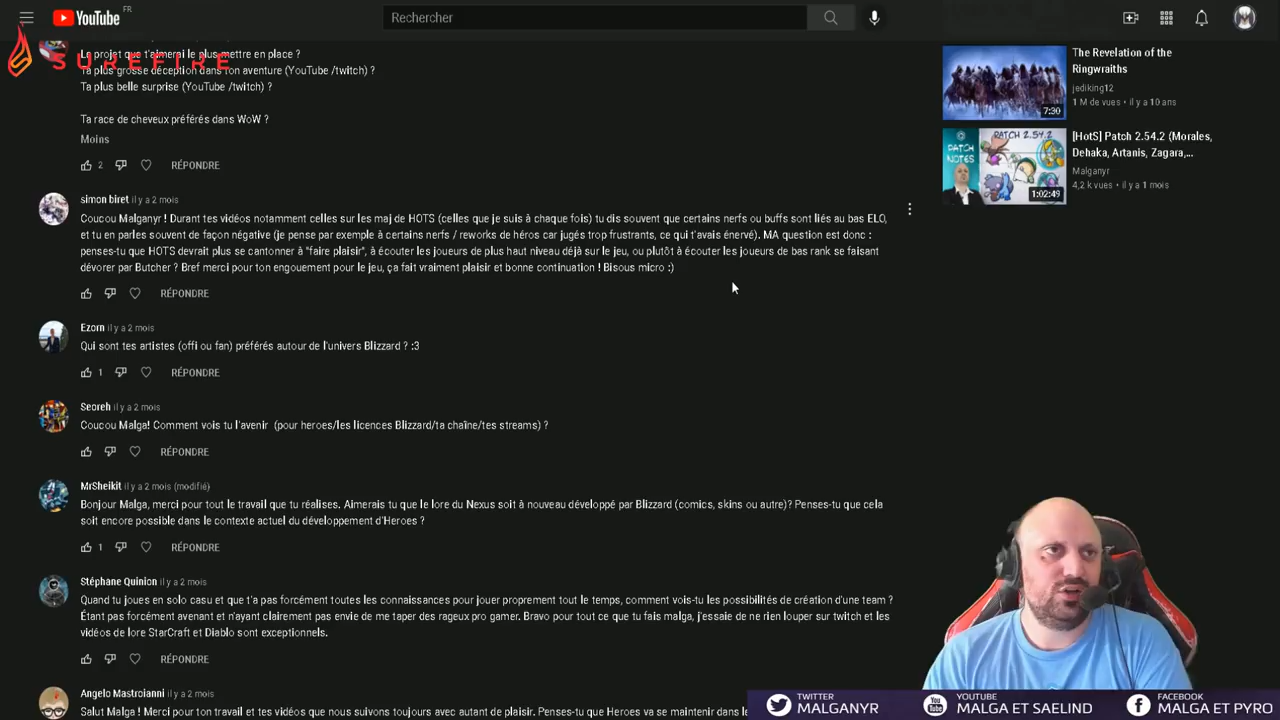 FR
YouTube
Rechercher
SUREFIRE
Le projet que t'aimerai le plus mettre en place ?
Ta plus grosse déception dans ton aventure (YouTube /twitch) ?
Ta plus belle surprise (YouTube /twitch) ?
Ta race de cheveux préférés dans WoW ?
Moins
2
RÉPONDRE
simon biret il y a 2 mois
Coucou Malganyr ! Durant tes vidéos notamment celles sur les maj de HOTS (celles que je suis à chaque fois) tu dis souvent que certains nerfs ou buffs sont liés au bas ELO,
et tu en parles souvent de façon négative (je pense par exemple à certains nerfs / reworks de héros car jugés trop frustrants, ce qui t'avais énervé). MA question est donc :
penses-tu que HOTS devrait plus se cantonner à "faire plaisir", à écouter les joueurs de plus haut niveau déjà sur le jeu, ou plutôt à écouter les joueurs de bas rank se faisant
dévorer par Butcher ? Bref merci pour ton engouement pour le jeu, ça fait vraiment plaisir et bonne continuation ! Bisous micro :)
RÉPONDRE
Ezorn il y a 2 mois
Qui sont tes artistes (offi ou fan) préférés autour de l'univers Blizzard ? :3
1
RÉPONDRE
Seoreh il y a 2 mois
Coucou Malga! Comment vois tu l'avenir (pour heroes/les licences Blizzard/ta chaîne/tes streams) ?
RÉPONDRE
MrSheikit il y a 2 mois (modifié)
Bonjour Malga, merci pour tout le travail que tu réalises. Aimerais tu que le lore du Nexus soit à nouveau développé par Blizzard (comics, skins ou autre)? Penses-tu que cela
soit encore possible dans le contexte actuel du développement d'Heroes ?
1
RÉPONDRE
Stéphane Quinion il y a 2 mois
Quand tu joues en solo casu et que t'a pas forcément toutes les connaissances pour jouer proprement tout le temps, comment vois-tu les possibilités de création d'une team ?
Étant pas forcément avenant et n'ayant clairement pas envie de me taper des rageux pro gamer. Bravo pour tout ce que tu fais malga, j'essaie de ne rien louper sur twitch et les
vidéos de lore StarCraft et Diablo sont exceptionnels.
RÉPONDRE
Angelo Mastroianni il y a 2 mois
Salut Malga ! Merci pour ton travail et tes vidéos que nous suivons toujours avec autant de plaisir. Penses-tu que Heroes va se maintenir dans le
The Revelation of the
Ringwraiths
jediking12
1 M de vues • il y a 10 ans
7:30
[HotS] Patch 2.54.2 (Morales,
Dehaka, Artanis, Zagara,...
Malganyr
4,2 k vues • il y a 1 mois
PATCH 2.54.2
PATCH
NOTES
1:02:49
TWITTER
MALGANYR
YOUTUBE
MALGA ET SAELIND
FACEBOOK
MALGA ET PYRO